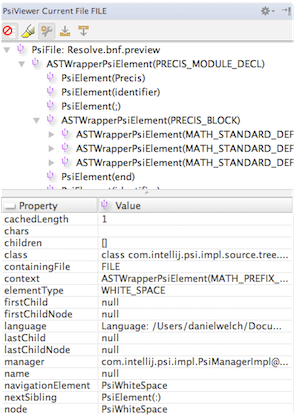 PsiViewer Current File FILE
PsiFile: Resolve.bnf.preview
ASTWrapperPsiElement(PRECIS_MODULE_DECL)
PsiElement(Precis)
PsiElement(identifier)
PsiElement(;)
ASTWrapperPsiElement(PRECIS_BLOCK)
ASTWrapperPsiElement(MATH_STANDARD_DEF
ASTWrapperPsiElement(MATH_STANDARD_DEF
ASTWrapperPsiElement(MATH_STANDARD_DEF
PsiElement(end)
Property Value
cachedLength 1
chars
children []
class class com.intellij.psi.impl.source.tree....
containingFile FILE
context ASTWrapperPsiElement(MATH_PREFIX_...
elementType WHITE_SPACE
firstChild null
firstChildNode null
language Language: /Users/danielwelch/Docu...
lastChild null
lastChildNode null
manager com.intellij.psi.impl.PsiManagerImpl@...
name null
navigationElement PsiWhiteSpace
nextSibling PsiElement(:)
node PsiWhiteSpace